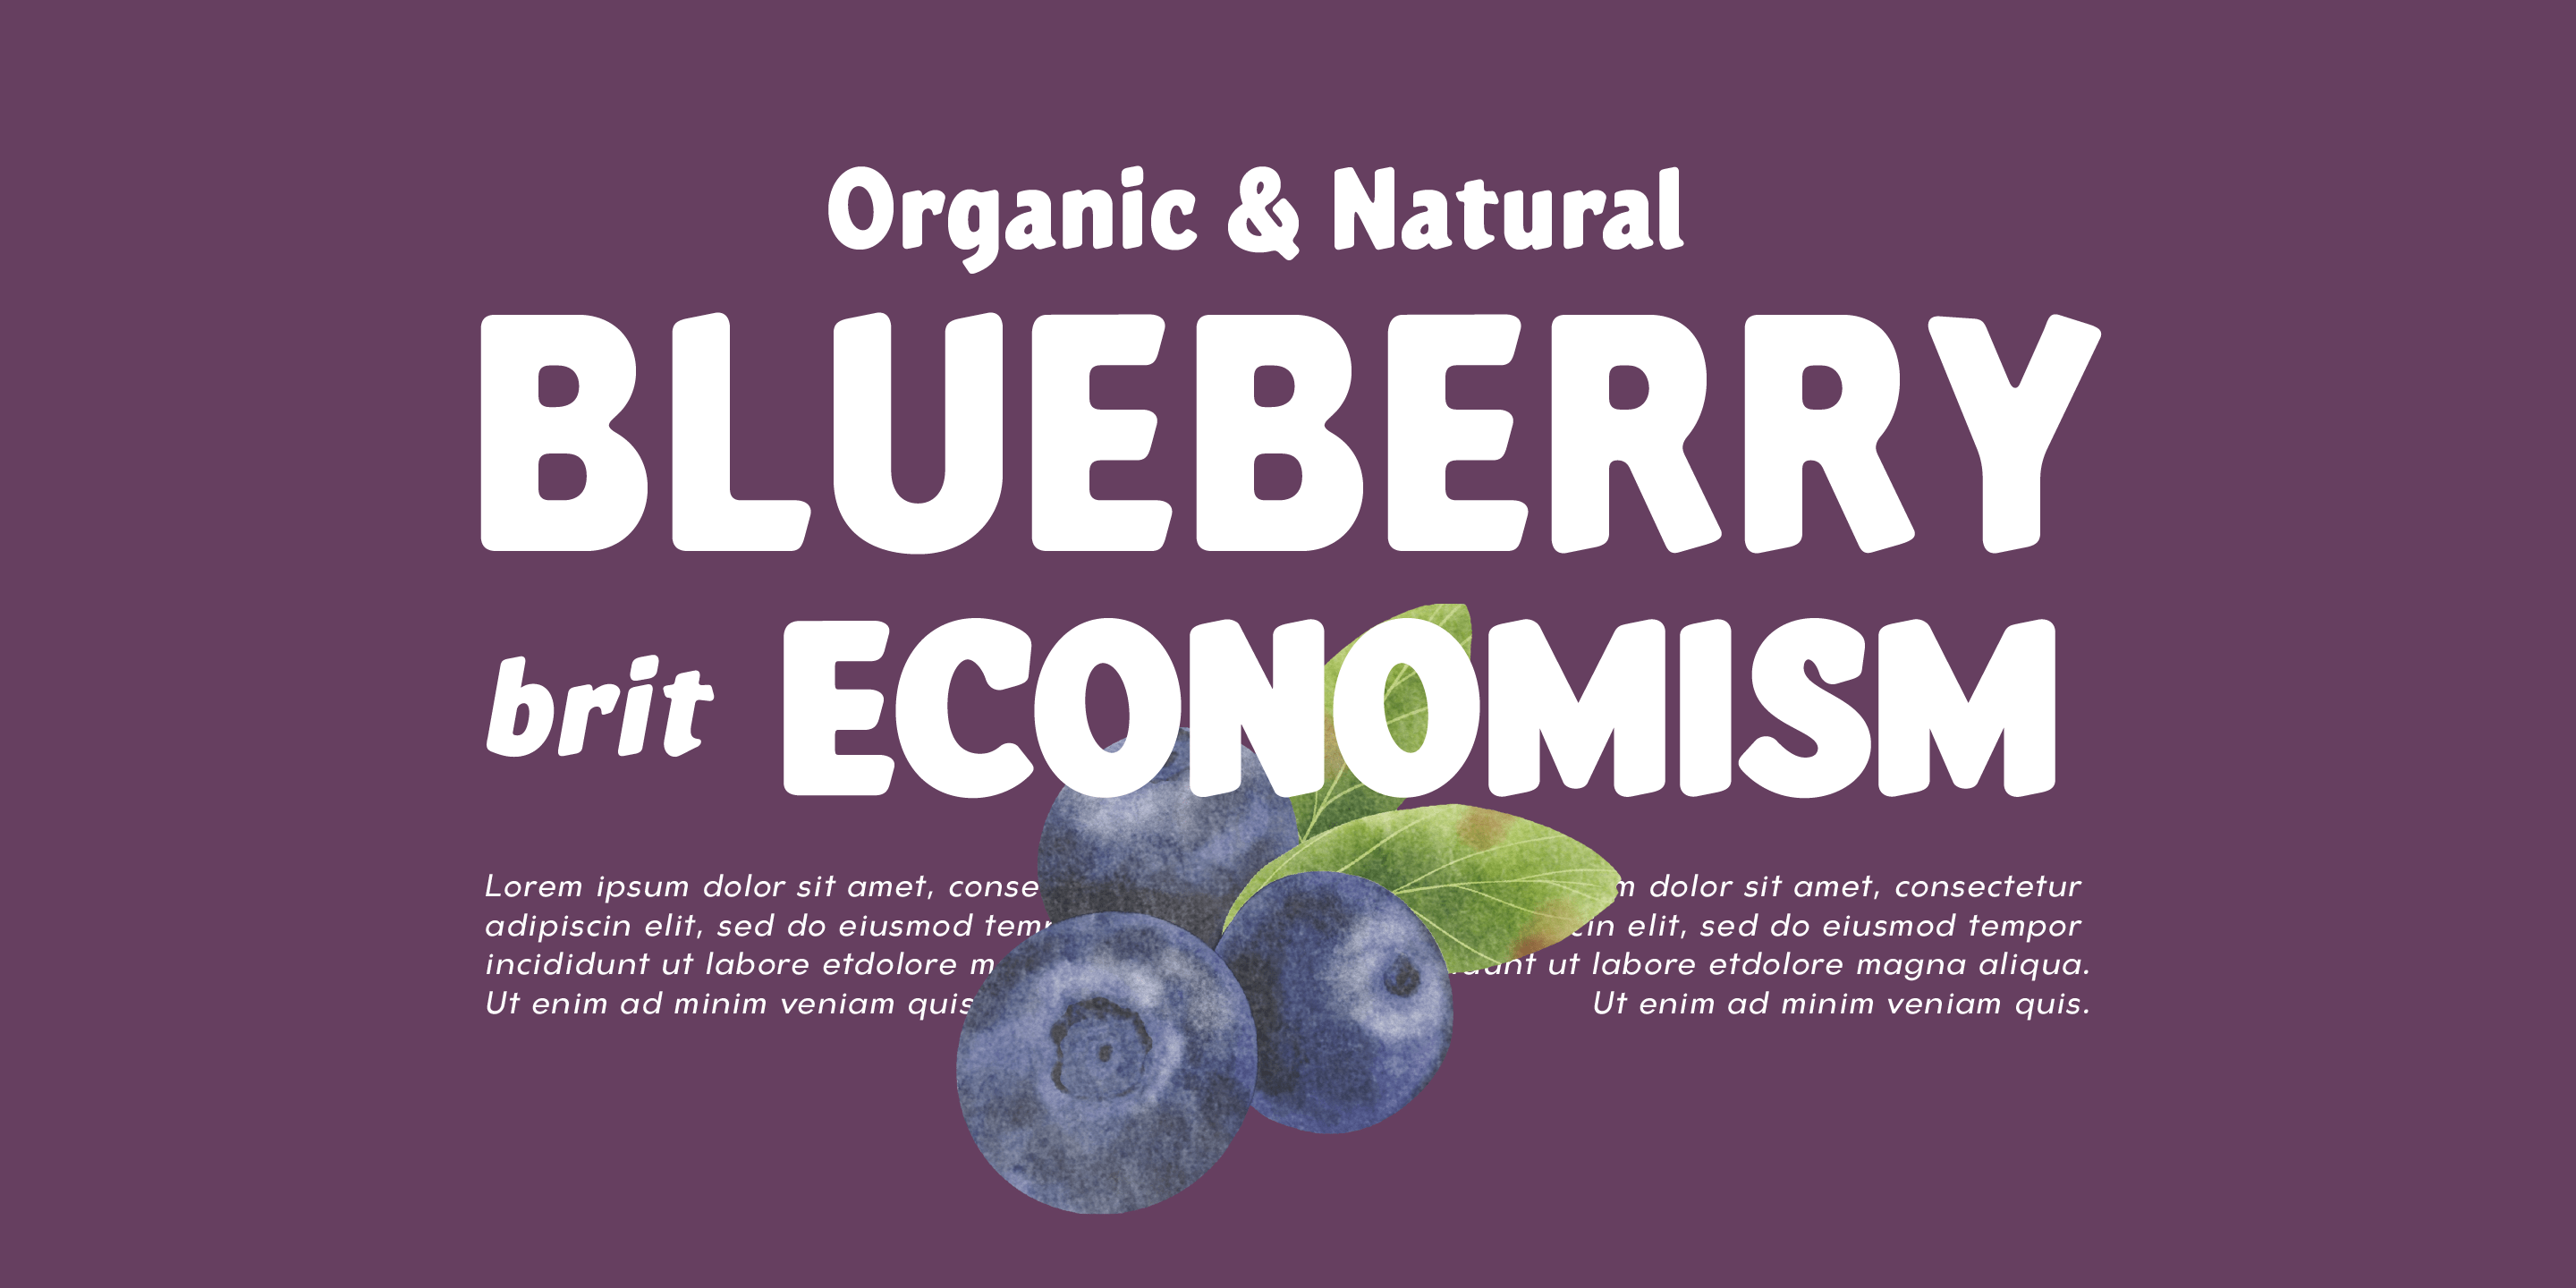 Organic & Natural
BLUEBERRY
brit ECONOMISM
Lorem ipsum dolor sit amet,
adipiscin elit, sed do eiusmod
incididunt ut labore etdolore
Ut enim ad minim veniam quis
dolor sit amet, consectetur
elit, sed do eiusmod tempor
ut labore etdolore magna aliqua.
Ut enim ad minim veniam quis.